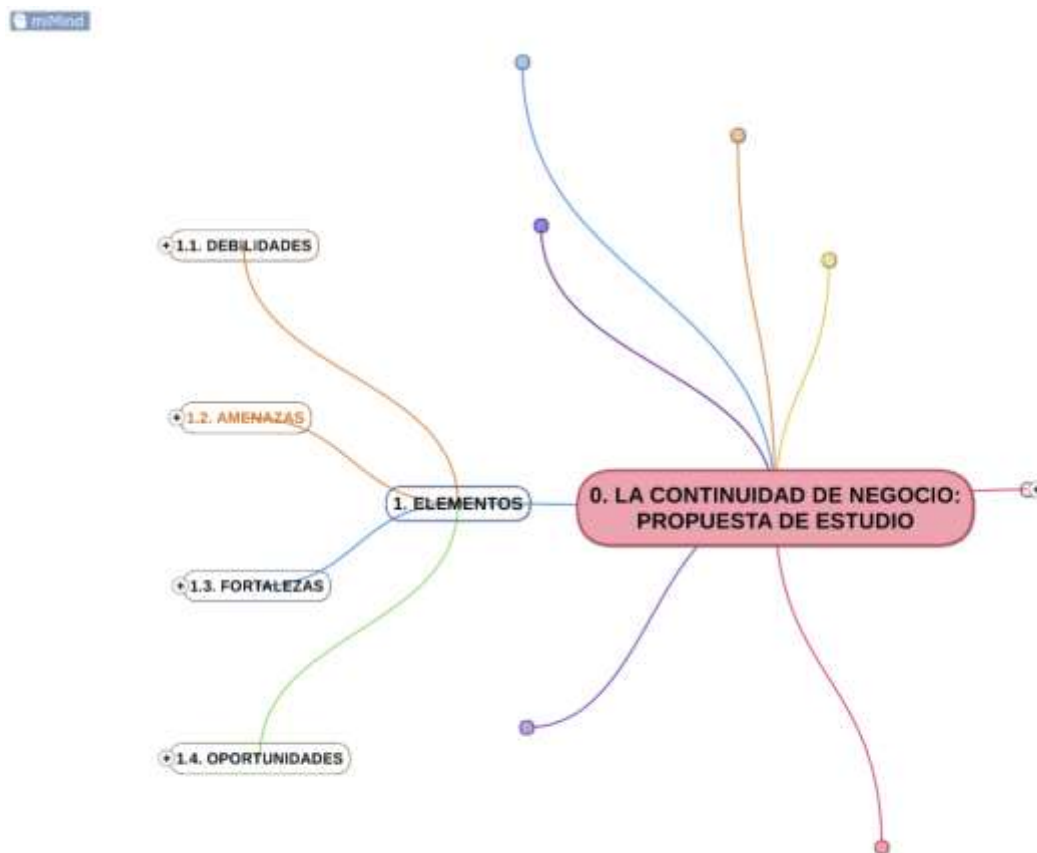 miMind
1.1. DEBILIDADES
1.2. AMENAZAS
1. ELEMENTOS
0. LA CONTINUIDAD DE NEGOCIO:
PROPUESTA DE ESTUDIO
1.3. FORTALEZAS
1.4. OPORTUNIDADES